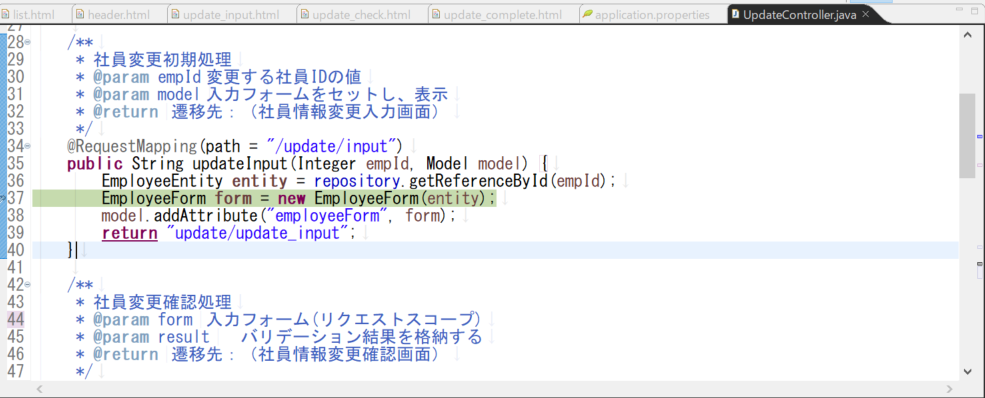 list.html header.html update_input.html update_check.html update_complete.html application.properties UpdateController.java
27
28 /**
29 * 社員変更初期処理
30 * @param empId 変更する社員IDの値
31 * @param model 入力フォームをセットし、表示
32 * @return 遷移先：（社員情報変更入力画面）
33 */
34 @RequestMapping(path = "/update/input")
35 public String updateInput(Integer empId, Model model) {
36 EmployeeEntity entity = repository.getReferenceById(empId);
37 EmployeeForm form = new EmployeeForm(entity);
38 model.addAttribute("employeeForm", form);
39 return "update/update_input";
40 }
41
42 /**
43 * 社員変更確認処理
44 * @param form 入力フォーム(リクエストスコープ)
45 * @param result バリデーション結果を格納する
46 * @return 遷移先：（社員情報変更確認画面）
47 */